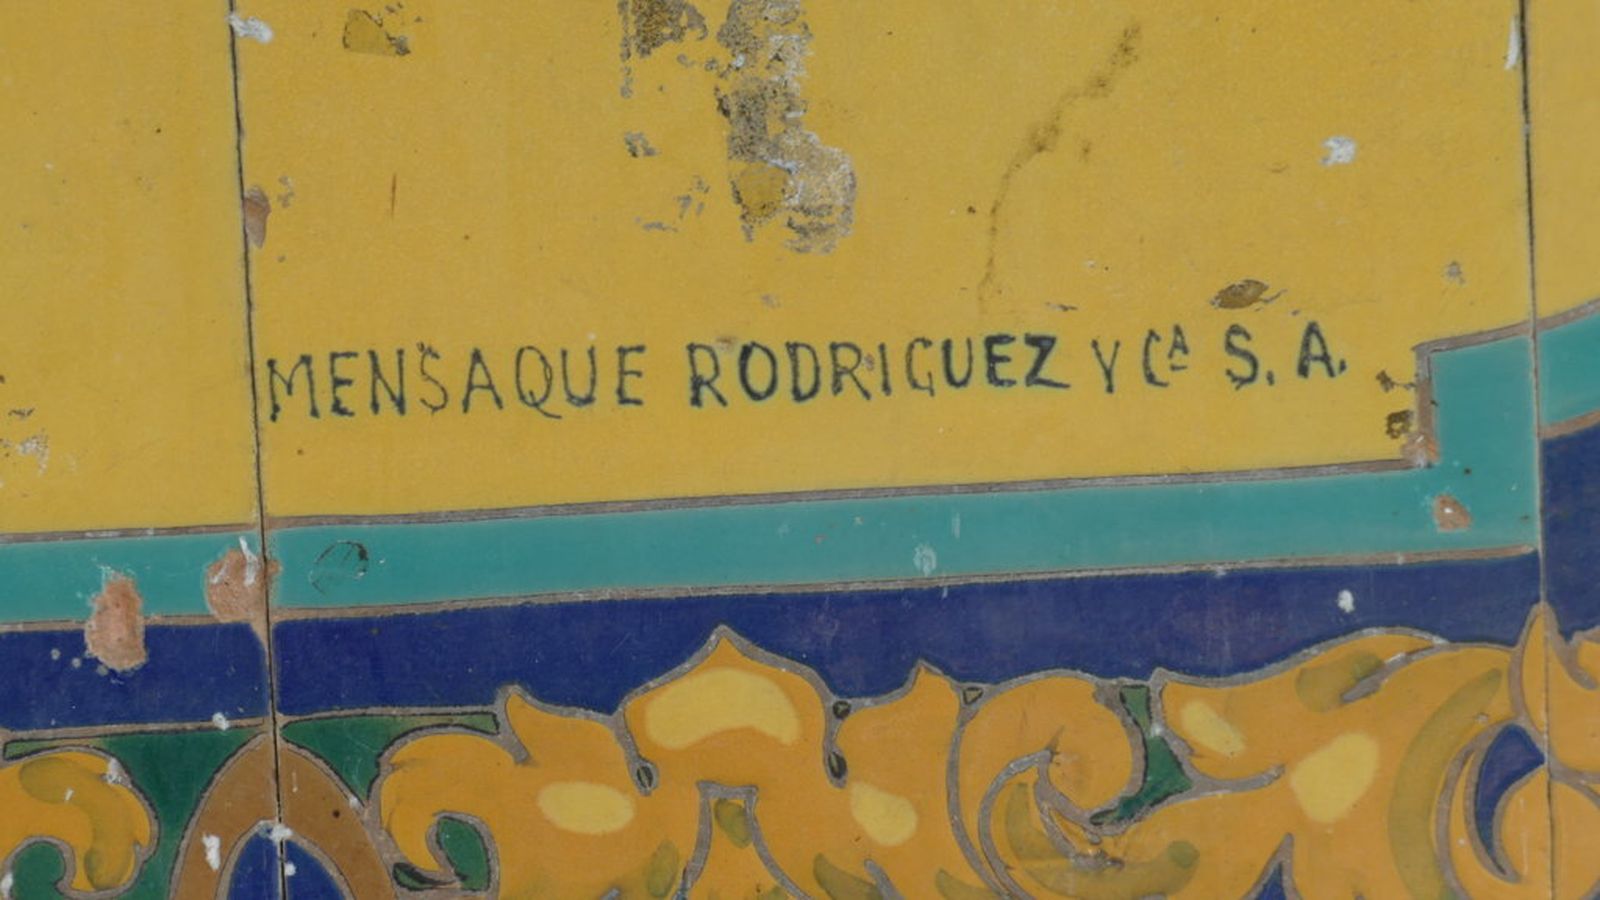 MENSAQUE RODRIGUEZ Y Cᴬ S. A.